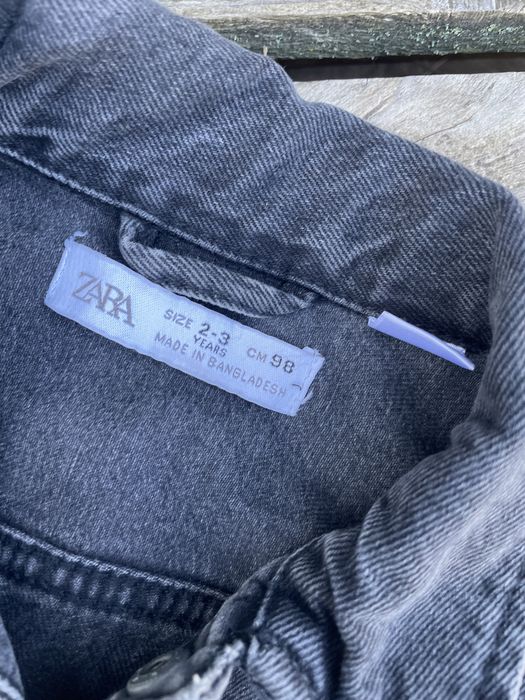 ZARA
SIZE 2-3 CM 98
YEARS
MADE IN BANGLADESH